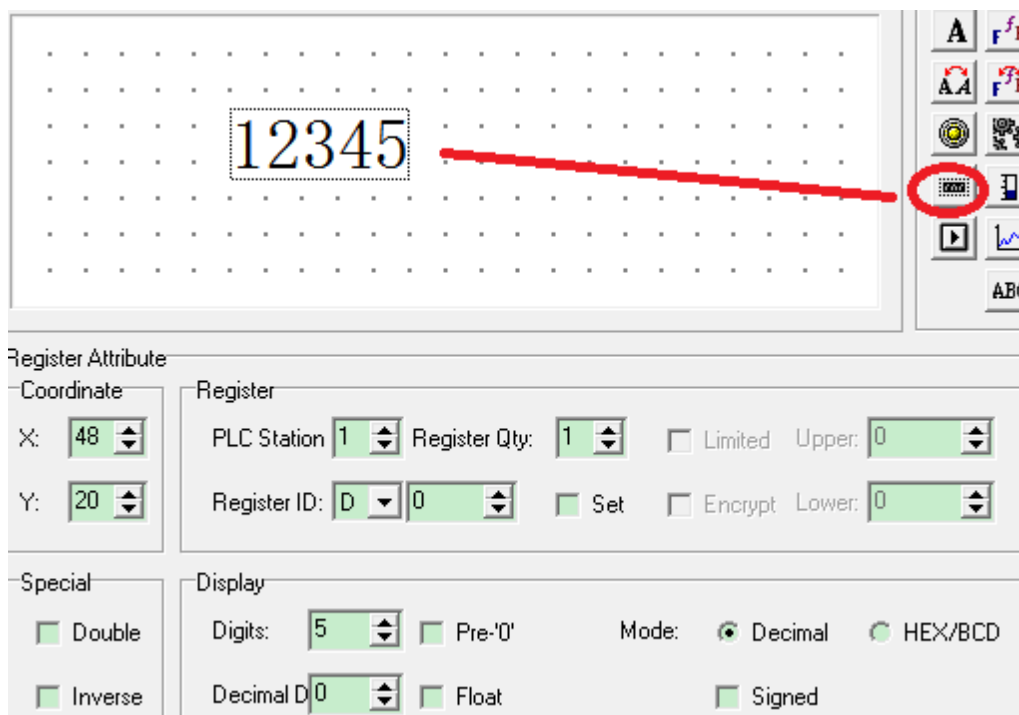 12345
A
A A
ABC
Register Attribute
Coordinate
X: 48
Y: 20
Register
PLC Station 1 Register Qty: 1 Limited Upper: 0
Register ID: D 0 Set Encrypt Lower: 0
Special
Double
Inverse
Display
Digits: 5 Pre-'0' Mode: Decimal HEX/BCD
Decimal D 0 Float Signed